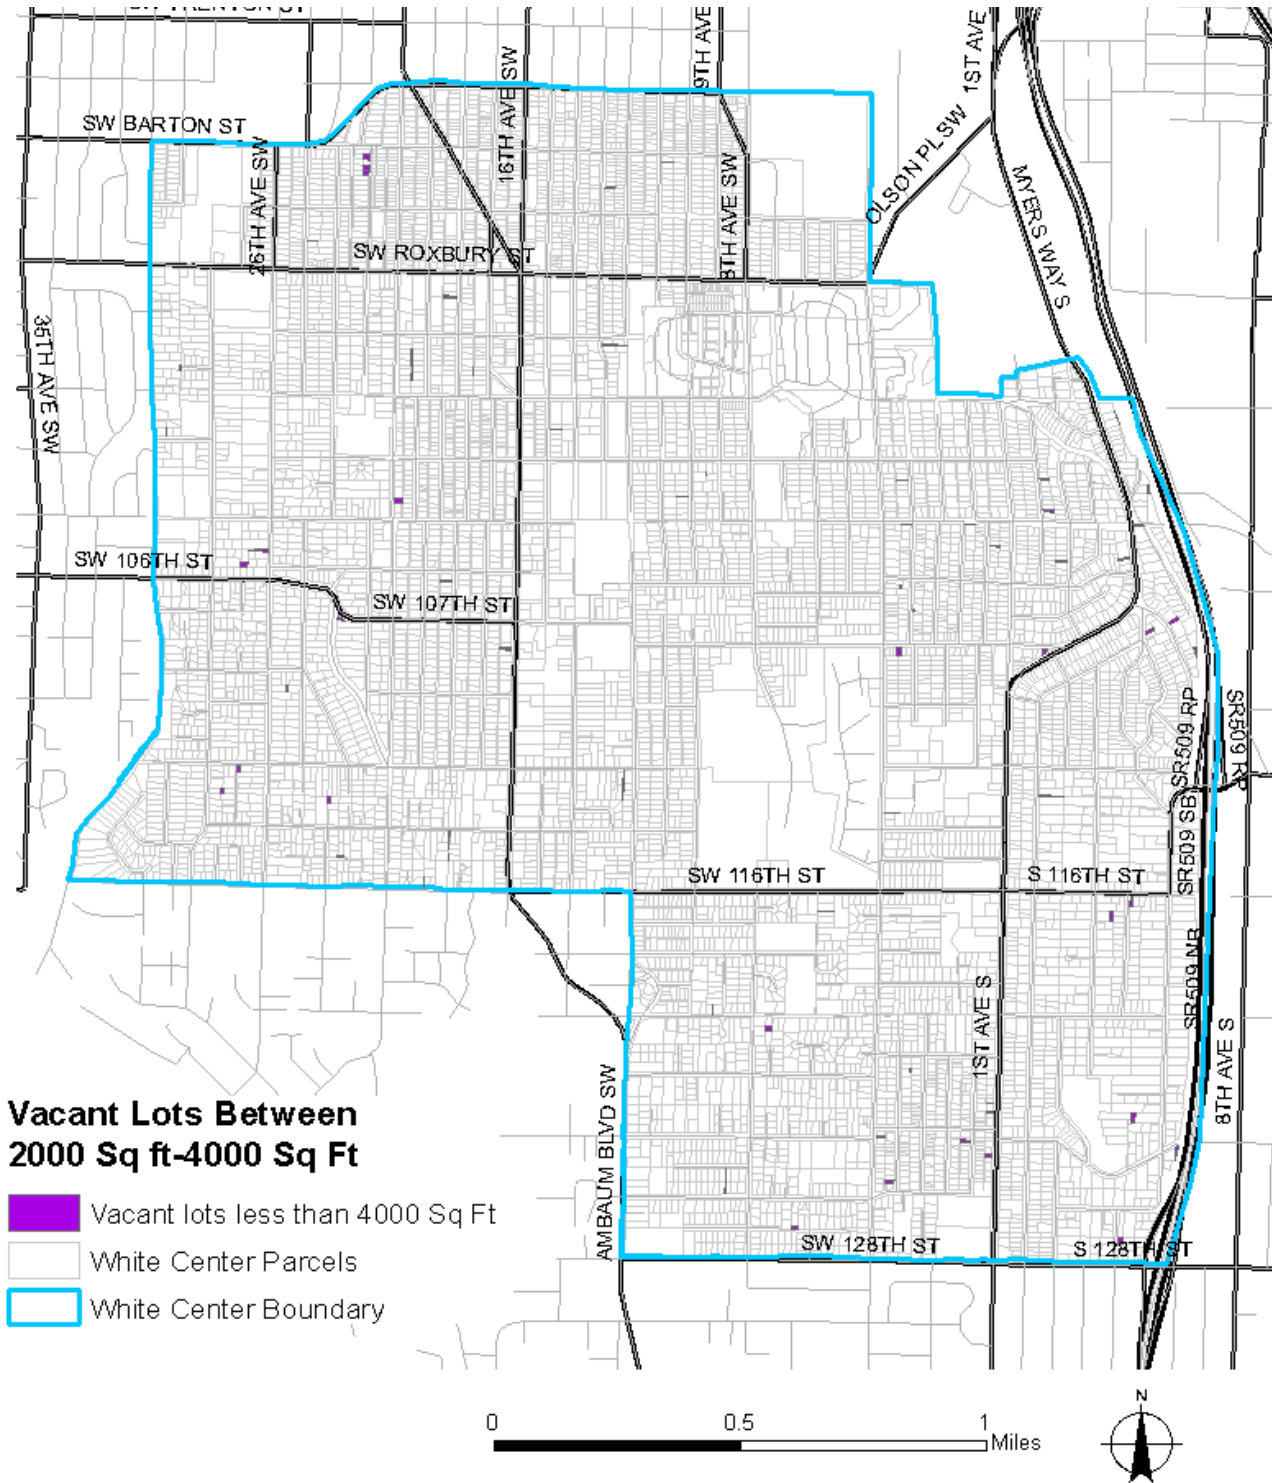 SW TRENTON ST
9TH AVE
1ST AVE
SW BARTON ST
16TH AVE SW
26TH AVE SW
8TH AVE SW
OLSON PL SW
MYERS WAY S
SW ROXBURY ST
35TH AVE SW
SW 106TH ST
SW 107TH ST
SR509 RP
SR509 RP
SR509 SB
SW 116TH ST
S 116TH ST
SR509 NB
1ST AVE S
8TH AVE S
AMBAUM BLVD SW
SW 128TH ST
S 128TH ST
Vacant Lots Between
2000 Sq ft-4000 Sq Ft
Vacant lots less than 4000 Sq Ft
White Center Parcels
White Center Boundary
0 0.5 1
Miles
N